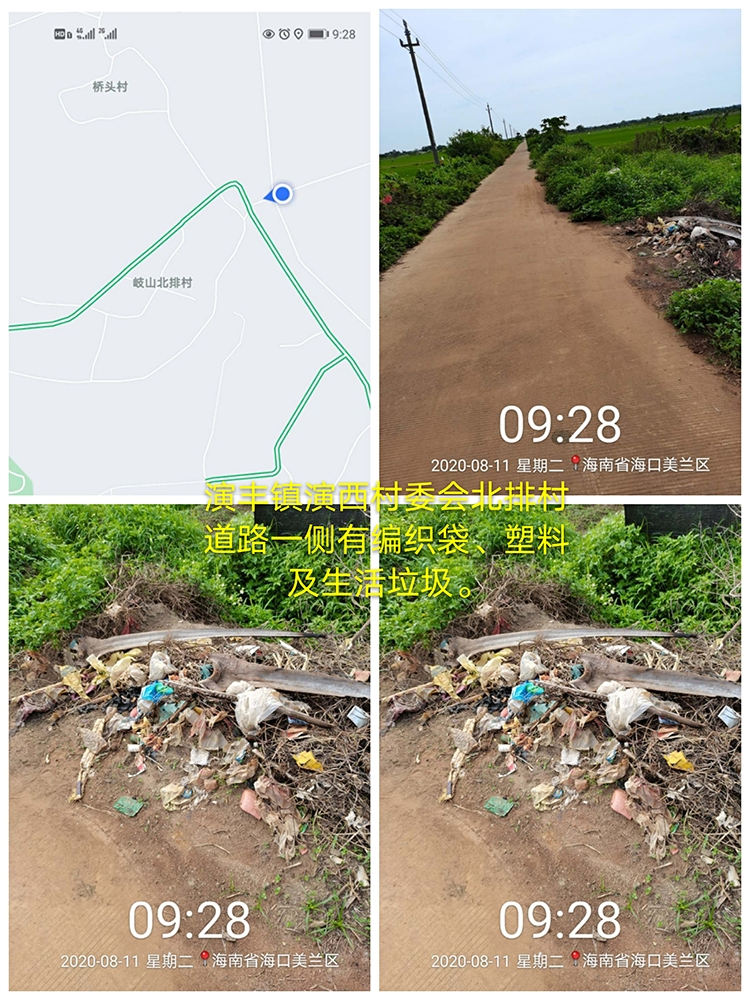 HD 46 26 9:28
桥头村
岐山北排村
09:28
2020-08-11 星期二 海南省海口美兰区
演丰镇演西村委会北排村
道路一侧有编织袋、塑料
及生活垃圾。
09:28
2020-08-11 星期二 海南省海口美兰区
09:28
2020-08-11 星期二 海南省海口美兰区